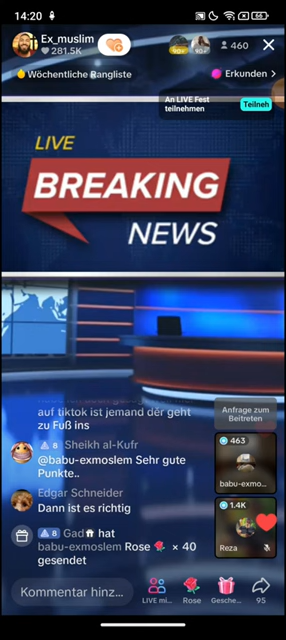 14:20
66
Ex_muslim
281.5K
90+
460
Wöchentliche Rangliste
Erkunden >
An LIVE Fest
teilnehmen
Teilneh
LIVE
BREAKING
NEWS
auf tiktok ist jemand der geht
zu Fuß ins
8 Sheikh al-Kufr
@babu-exmoslem Sehr gute
Punkte..
Edgar Schneider
Dann ist es richtig
8 Gad hat
babu-exmoslem Rose × 40
gesendet
Anfrage zum
Beitreten
463
babu-exmo...
1.4K
Reza
Kommentar hinz...
LIVE mi...
Rose
Gesche...
95